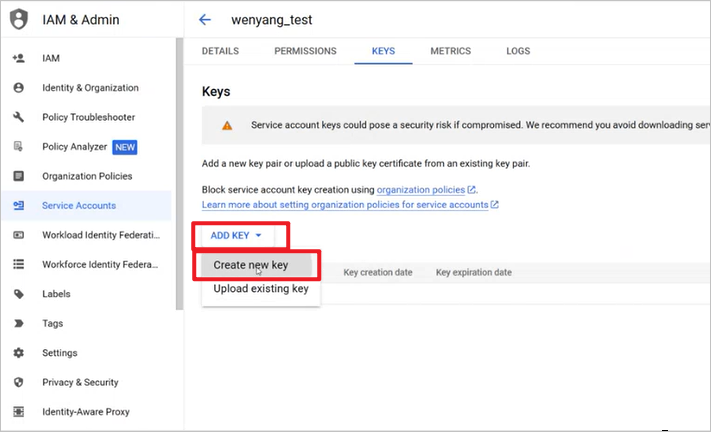 IAM & Admin
wenyang_test
DETAILS
PERMISSIONS
KEYS
METRICS
LOGS
IAM
Identity & Organization
Policy Troubleshooter
Policy Analyzer NEW
Organization Policies
Service Accounts
Workload Identity Federati...
Workforce Identity Federa...
Labels
Tags
Settings
Privacy & Security
Identity-Aware Proxy
Keys
Service account keys could pose a security risk if compromised. We recommend you avoid downloading
Add a new key pair or upload a public key certificate from an existing key pair.
Block service account key creation using organization policies.
Learn more about setting organization policies for service accounts
ADD KEY
Create new key
Upload existing key
Key creation date
Key expiration date